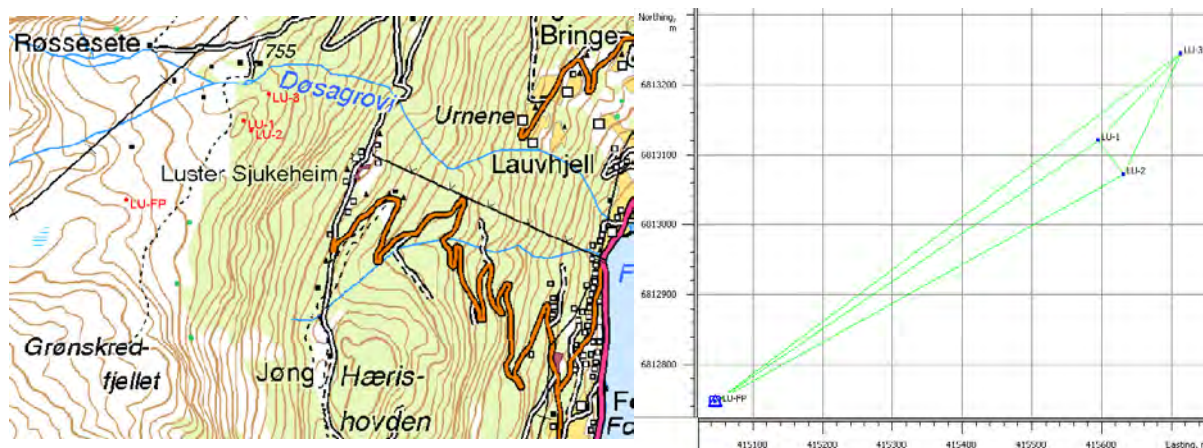 Røssesete
755
Bringe
Døsagrovi
LU-3
LU-1
LU-2
Urnene
Lauvhjell
Luster Sjukeheim
LU-FP
Grønskred-
fjellet
Jøng
Hæris-
hovden
Northing,
m
6813200
6813100
6813000
6812900
6812800
LU-3
LU-1
LU-2
LU-FP
415100
415200
415300
415400
415500
415600
Easting,